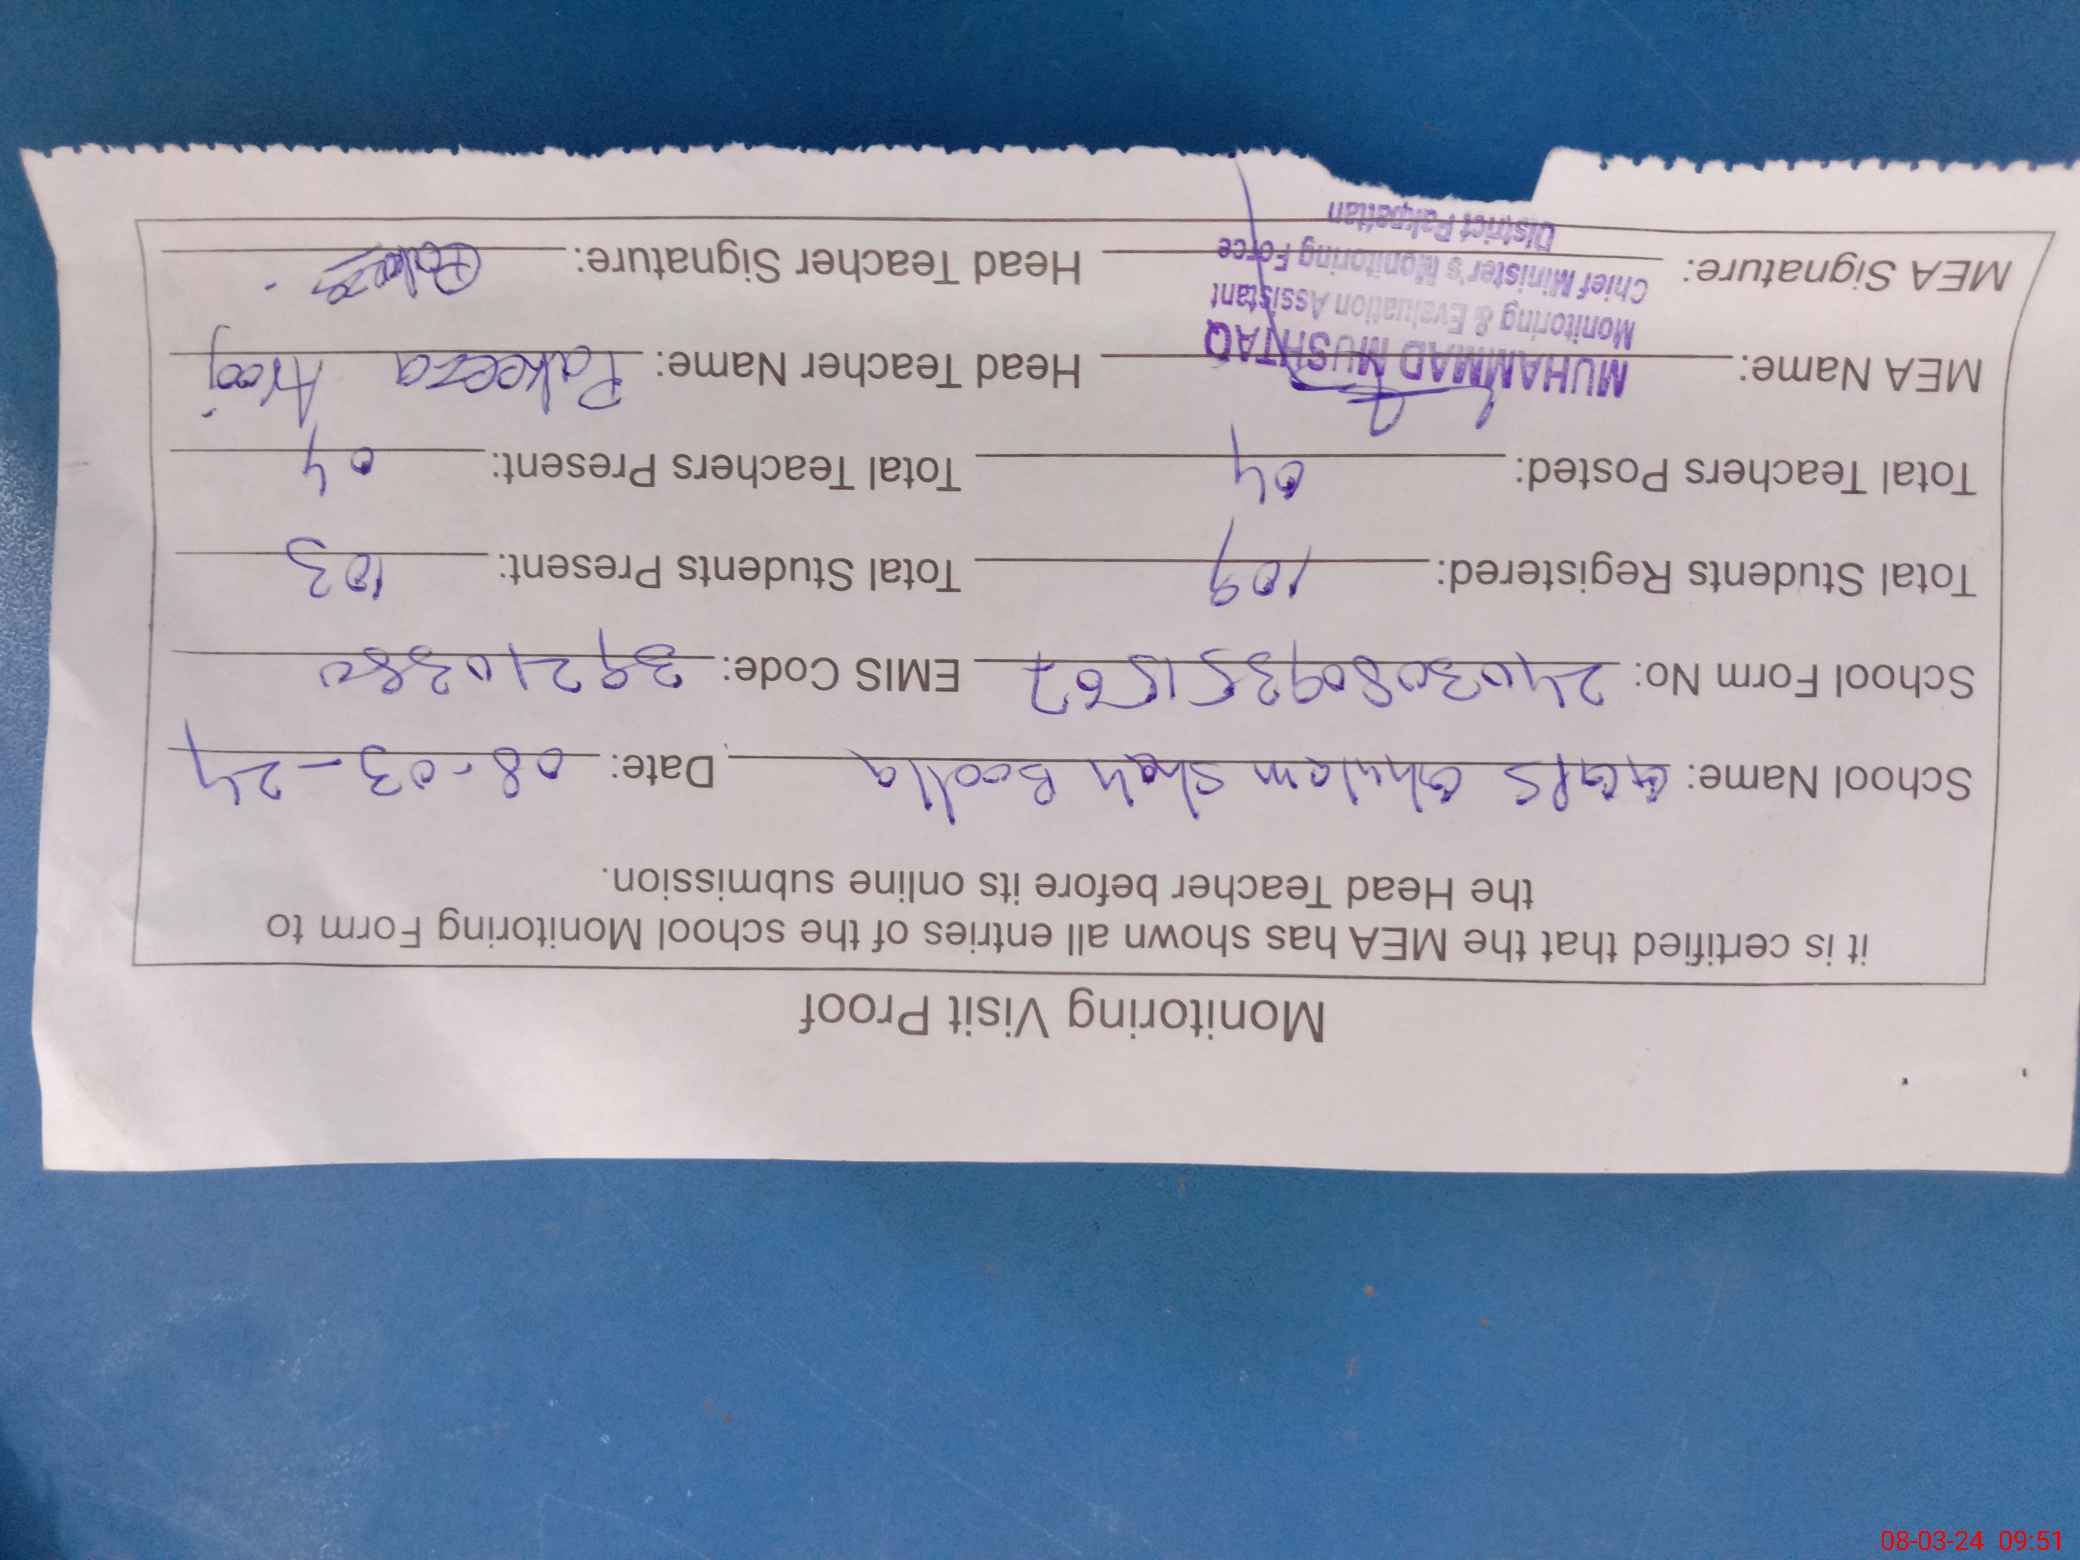 Monitoring Visit Proof
it is certified that the MEA has shown all entries of the school Monitoring Form to
the Head Teacher before its online submission.
School Name: GGPS Ghulam Shah Boolla Date: 08-03-24
School Form No: 24030809351567 EMIS Code: 39210380
Total Students Registered: 109 Total Students Present: 103
Total Teachers Posted: 04 Total Teachers Present: 04
MEA Name: Head Teacher Name: Pakeeza Arooj
MUHAMMAD MUSHTAQ
Monitoring & Evaluation Assistant
Chief Minister's Monitoring Force
District Pakpattan
MEA Signature: Head Teacher Signature: Pakeeza
08-03-24 09:51